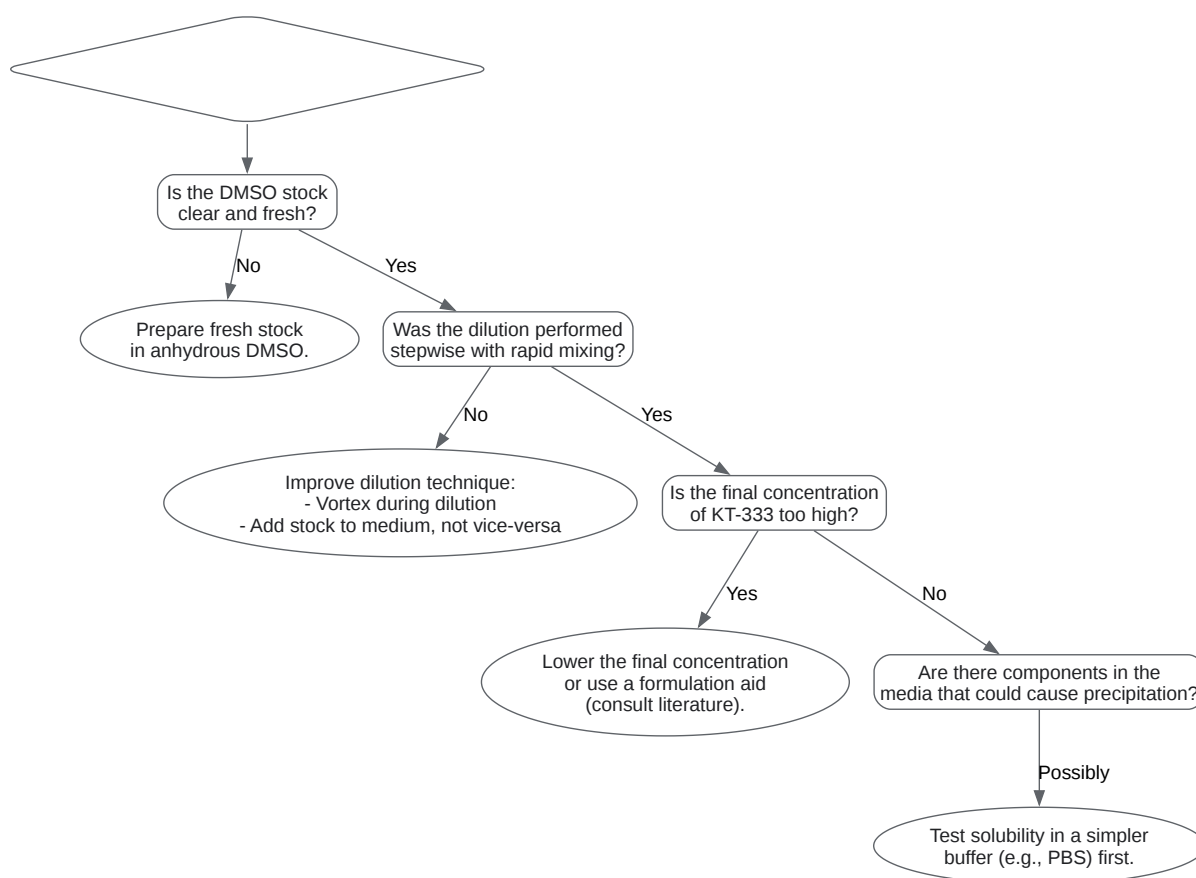 Is the DMSO stock
clear and fresh?
No
Yes
Prepare fresh stock
in anhydrous DMSO.
Was the dilution performed
stepwise with rapid mixing?
No
Yes
Improve dilution technique:
- Vortex during dilution
- Add stock to medium, not vice-versa
Is the final concentration
of KT-333 too high?
Yes
No
Lower the final concentration
or use a formulation aid
(consult literature).
Are there components in the
media that could cause precipitation?
Possibly
Test solubility in a simpler
buffer (e.g., PBS) first.